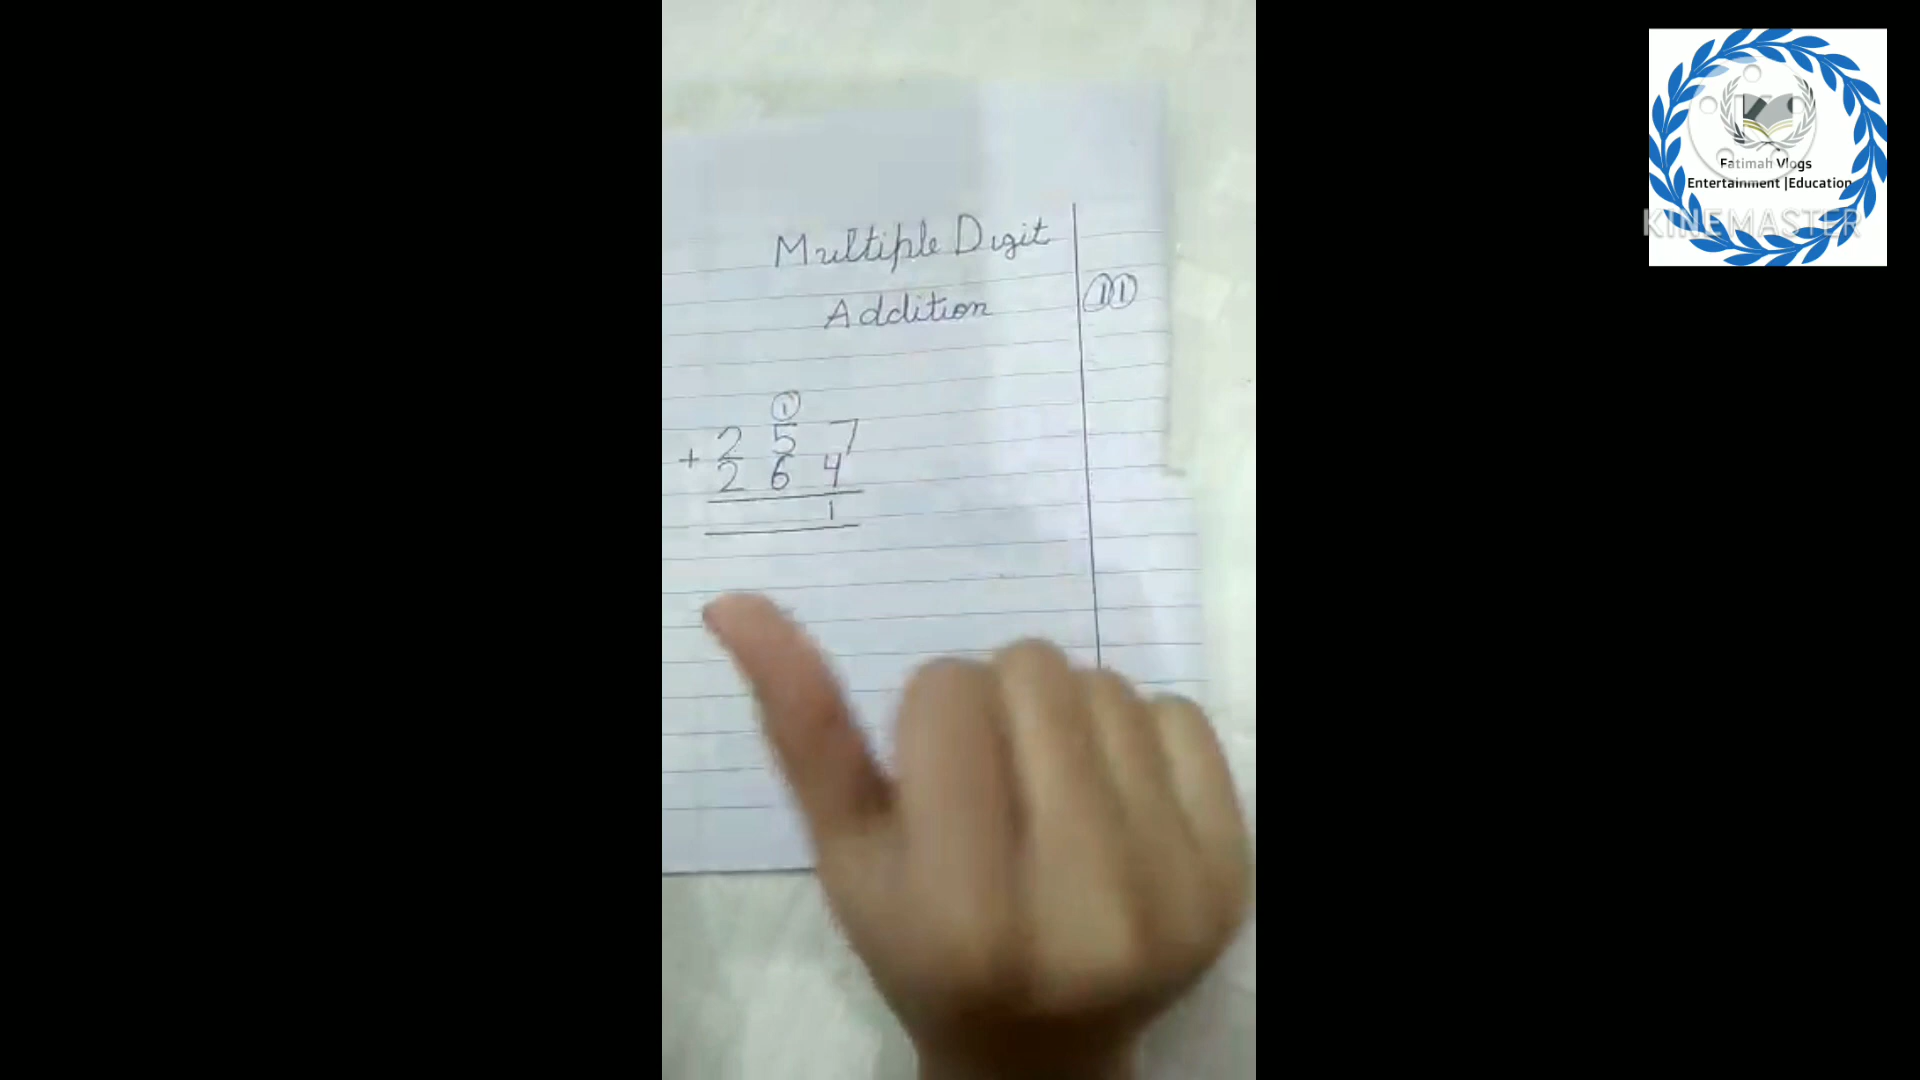 Multiple Digit
Addition
11
1
2 5 7
+ 2 6 4
1
Fatimah Vlogs
Entertainment |Education
KINEMASTER